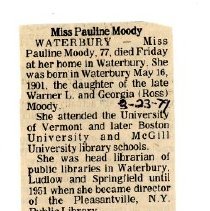 Miss Pauline Moody
WATERBURY — Miss
Pauline Moody, 77, died Friday
at her home in Waterbury. She
was born in Waterbury May 16,
1901, the daughter of the late
Warner L. and Georgia (Ross)
Moody. 8-23-77
She attended the University
of Vermont and later Boston
University and McGill
University library schools.
She was head librarian of
public libraries in Waterbury,
Ludlow and Springfield until
1951 when she became director
of the Pleasantville, N.Y.
Public Library